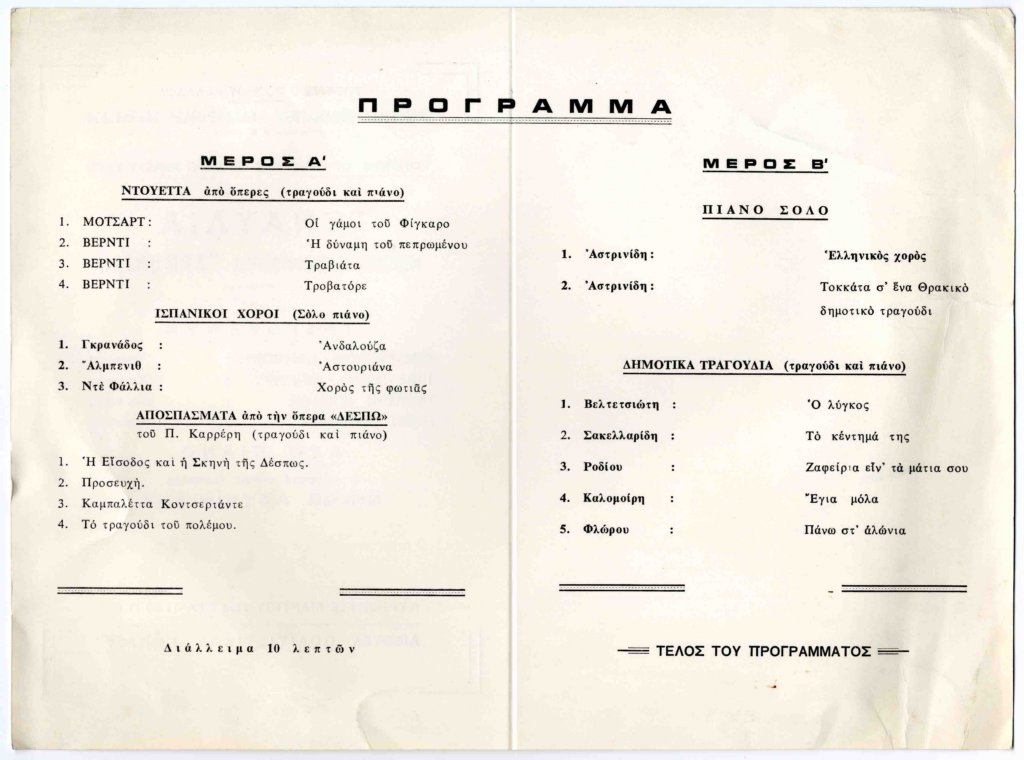 ΠΡΟΓΡΑΜΜΑ
ΜΕΡΟΣ Α'
ΝΤΟΥΕΤΤΑ ἀπὸ ὄπερες (τραγούδι καὶ πιάνο)
1. ΜΟΤΣΑΡΤ : Οἱ γάμοι τοῦ Φίγκαρο
2. ΒΕΡΝΤΙ : Ἡ δύναμη τοῦ πεπρωμένου
3. ΒΕΡΝΤΙ : Τραβιάτα
4. ΒΕΡΝΤΙ : Τροβατόρε
ΙΣΠΑΝΙΚΟΙ ΧΟΡΟΙ (Σόλο πιάνο)
1. Γκρανάδος : Ἀνδαλούζα
2. Ἄλμπενιθ : Ἀστουριάνα
3. Ντὲ Φάλλια : Χορὸς τῆς φωτιᾶς
ΑΠΟΣΠΑΣΜΑΤΑ ἀπὸ τὴν ὄπερα «ΔΕΣΠΩ»
τοῦ Π. Καρρέρη (τραγούδι καὶ πιάνο)
1. Ἡ Εἴσοδος καὶ ἡ Σκηνὴ τῆς Δέσπως.
2. Προσευχὴ.
3. Καμπαλέττα Κοντσερτάντε
4. Τό τραγούδι τοῦ πολέμου.
Διάλλειμα 10 λεπτῶν
ΜΕΡΟΣ Β'
ΠΙΑΝΟ ΣΟΛΟ
1. Ἀστρινίδη : Ἑλληνικὸς χορὸς
2. Ἀστρινίδη : Τοκκάτα σ' ἕνα Θρακικὸ
δημοτικὸ τραγούδι
ΔΗΜΟΤΙΚΑ ΤΡΑΓΟΥΔΙΑ (τραγούδι καὶ πιάνο)
1. Βελτετσιώτη : Ὁ λύγκος
2. Σακελλαρίδη : Τὸ κέντημά της
3. Ροδίου : Ζαφείρια εἶν' τὰ μάτια σου
4. Καλομοίρη : Ἔγια μόλα
5. Φλώρου : Πάνω στ' ἁλώνια
ΤΕΛΟΣ ΤΟΥ ΠΡΟΓΡΑΜΜΑΤΟΣ